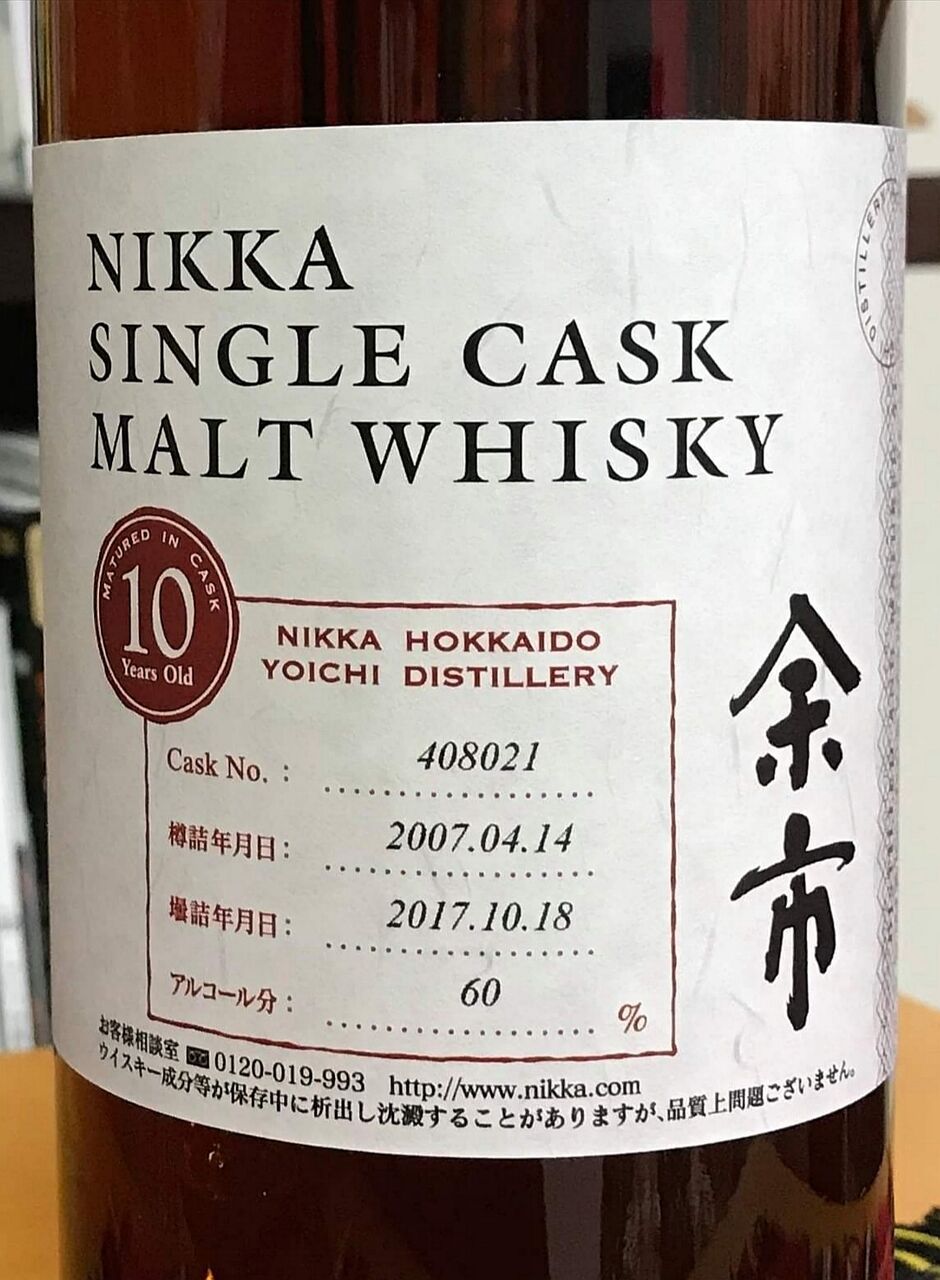 NIKKA
SINGLE CASK
MALT WHISKY
DISTILLERY
MATURED IN CASK
10
Years Old
NIKKA HOKKAIDO
YOICHI DISTILLERY
Cask No. : 408021
樽詰年月日: 2007.04.14
壜詰年月日: 2017.10.18
アルコール分: 60 %
余市
お客様相談室 0120-019-993 http://www.nikka.com
ウイスキー成分等が保存中に析出し沈澱することがありますが、品質上問題ございません。